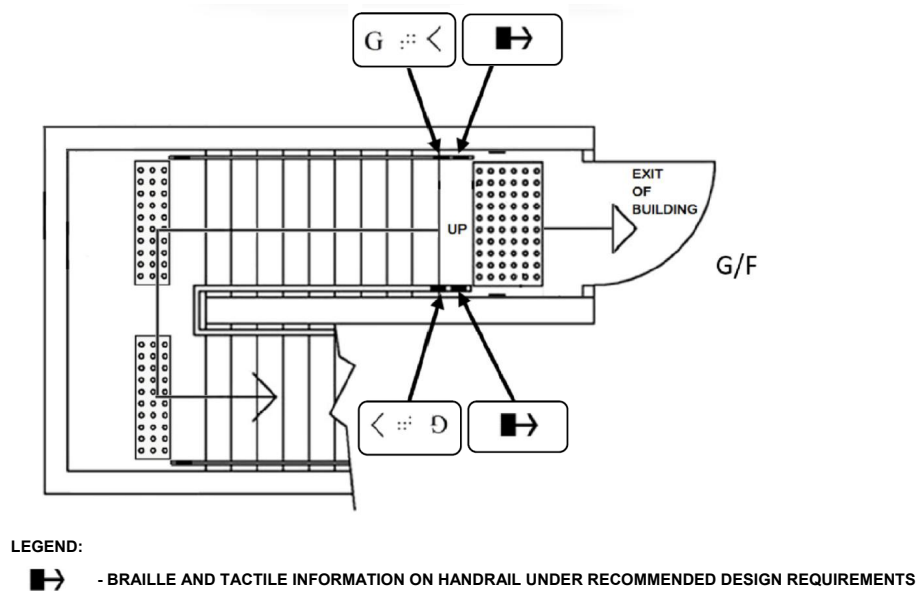 G ⠛ <
EXIT
OF
BUILDING
UP
G/F
< G
LEGEND:
- BRAILLE AND TACTILE INFORMATION ON HANDRAIL UNDER RECOMMENDED DESIGN REQUIREMENTS